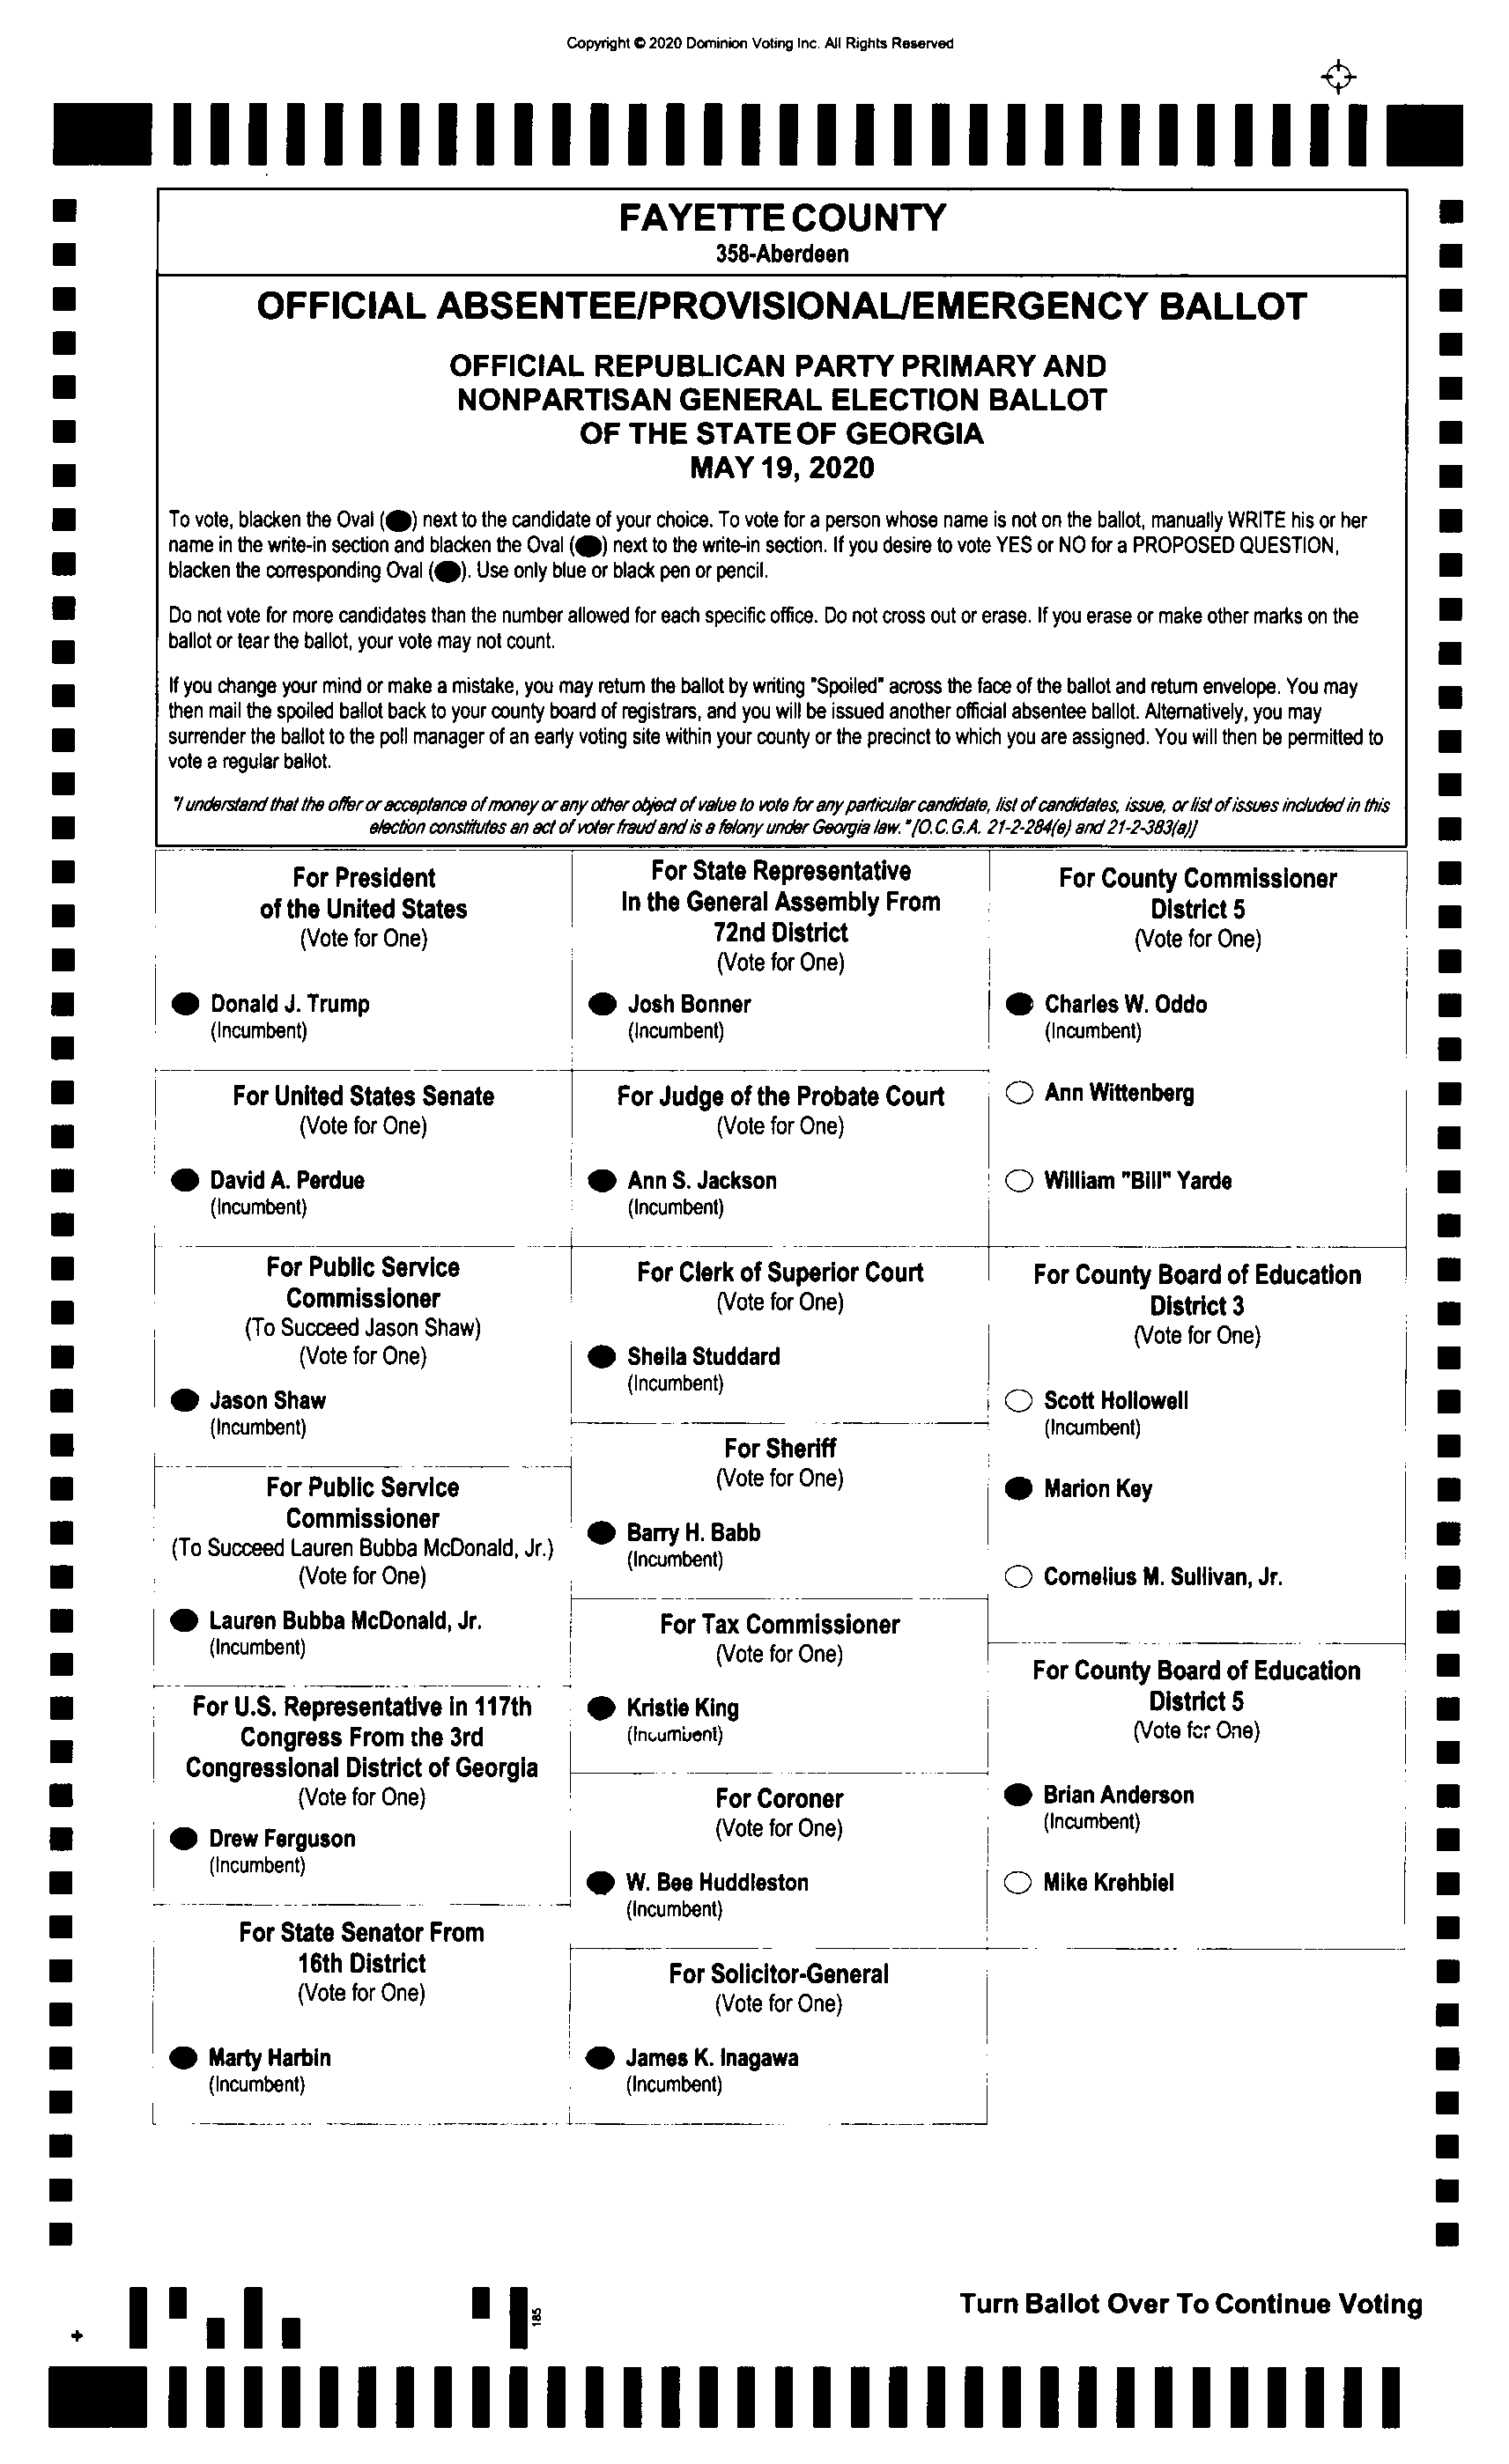 Copyright © 2020 Dominion Voting Inc. All Rights Reserved
FAYETTE COUNTY
358-Aberdeen
OFFICIAL ABSENTEE/PROVISIONAL/EMERGENCY BALLOT
OFFICIAL REPUBLICAN PARTY PRIMARY AND
NONPARTISAN GENERAL ELECTION BALLOT
OF THE STATE OF GEORGIA
MAY 19, 2020
To vote, blacken the Oval (●) next to the candidate of your choice. To vote for a person whose name is not on the ballot, manually WRITE his or her
name in the write-in section and blacken the Oval (●) next to the write-in section. If you desire to vote YES or NO for a PROPOSED QUESTION,
blacken the corresponding Oval (●). Use only blue or black pen or pencil.
Do not vote for more candidates than the number allowed for each specific office. Do not cross out or erase. If you erase or make other marks on the
ballot or tear the ballot, your vote may not count.
If you change your mind or make a mistake, you may return the ballot by writing "Spoiled" across the face of the ballot and return envelope. You may
then mail the spoiled ballot back to your county board of registrars, and you will be issued another official absentee ballot. Alternatively, you may
surrender the ballot to the poll manager of an early voting site within your county or the precinct to which you are assigned. You will then be permitted to
vote a regular ballot.
"I understand that the offer or acceptance of money or any other object of value to vote for any particular candidate, list of candidates, issue, or list of issues included in this
election constitutes an act of voter fraud and is a felony under Georgia law." [O.C.G.A. 21-2-284(e) and 21-2-383(a)]
For President
of the United States
(Vote for One)
Donald J. Trump
(Incumbent)
For United States Senate
(Vote for One)
David A. Perdue
(Incumbent)
For Public Service
Commissioner
(To Succeed Jason Shaw)
(Vote for One)
Jason Shaw
(Incumbent)
For Public Service
Commissioner
(To Succeed Lauren Bubba McDonald, Jr.)
(Vote for One)
Lauren Bubba McDonald, Jr.
(Incumbent)
For U.S. Representative in 117th
Congress From the 3rd
Congressional District of Georgia
(Vote for One)
Drew Ferguson
(Incumbent)
For State Senator From
16th District
(Vote for One)
Marty Harbin
(Incumbent)
For State Representative
In the General Assembly From
72nd District
(Vote for One)
Josh Bonner
(Incumbent)
For Judge of the Probate Court
(Vote for One)
Ann S. Jackson
(Incumbent)
For Clerk of Superior Court
(Vote for One)
Sheila Studdard
(Incumbent)
For Sheriff
(Vote for One)
Barry H. Babb
(Incumbent)
For Tax Commissioner
(Vote for One)
Kristie King
(Incumbent)
For Coroner
(Vote for One)
W. Bee Huddleston
(Incumbent)
For Solicitor-General
(Vote for One)
James K. Inagawa
(Incumbent)
For County Commissioner
District 5
(Vote for One)
Charles W. Oddo
(Incumbent)
Ann Wittenberg
William "Bill" Yarde
For County Board of Education
District 3
(Vote for One)
Scott Hollowell
(Incumbent)
Marion Key
Cornelius M. Sullivan, Jr.
For County Board of Education
District 5
(Vote for One)
Brian Anderson
(Incumbent)
Mike Krehbiel
185
Turn Ballot Over To Continue Voting